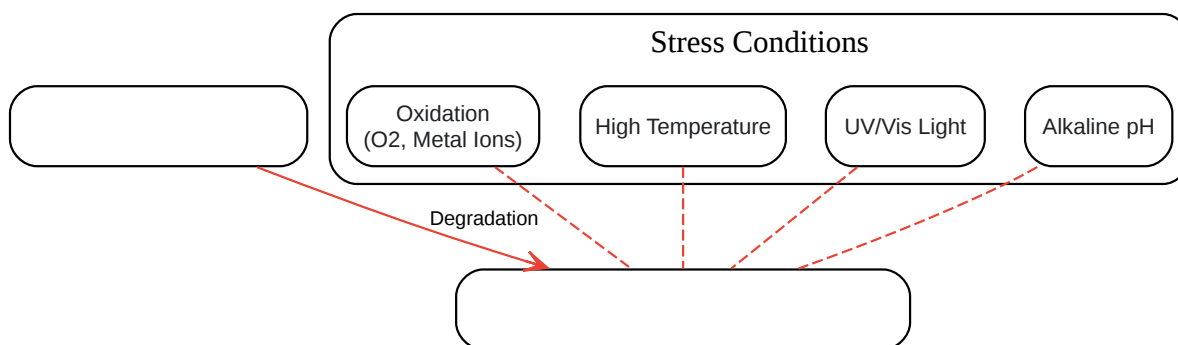 Stress Conditions
Oxidation
(O2, Metal Ions)
High Temperature
UV/Vis Light
Alkaline pH
Degradation